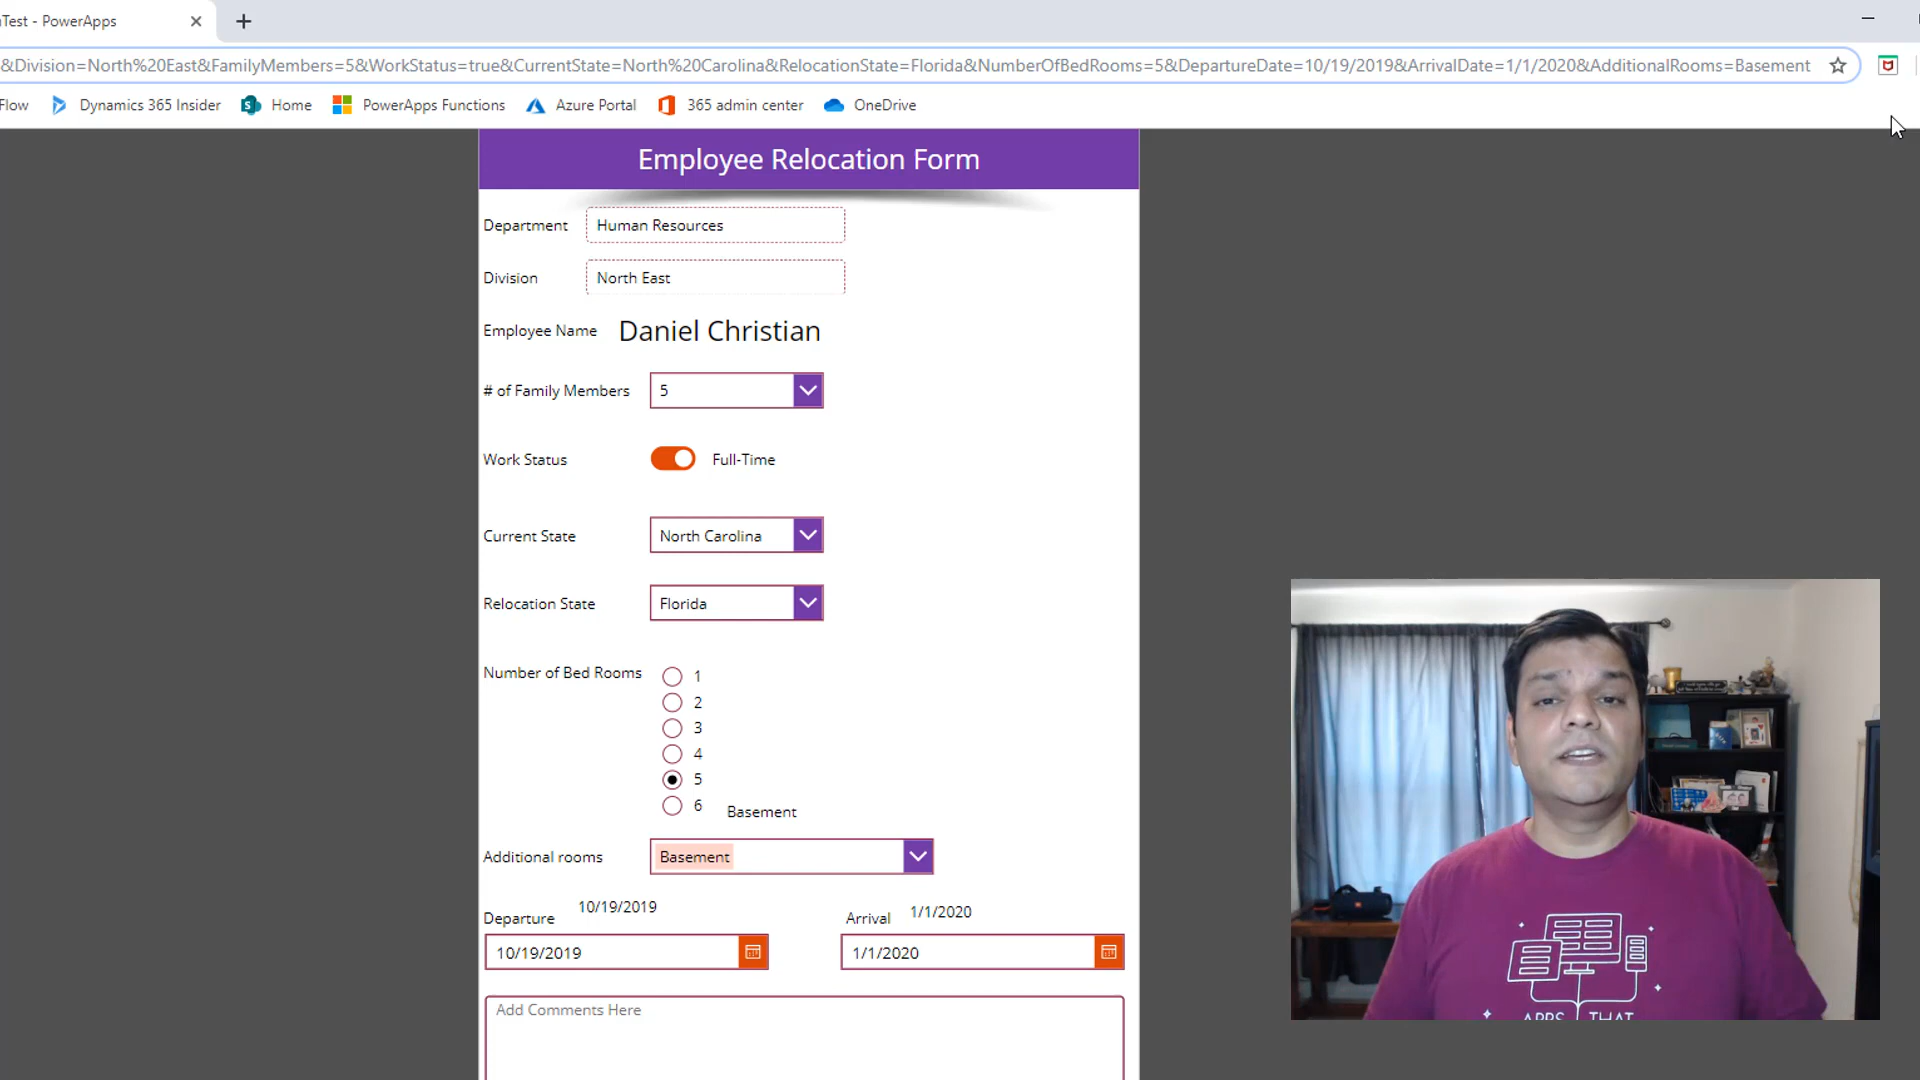 Test - PowerApps
&Division=North%20East&FamilyMembers=5&WorkStatus=true&CurrentState=North%20Carolina&RelocationState=Florida&NumberOfBedRooms=5&DepartureDate=10/19/2019&ArrivalDate=1/1/2020&AdditionalRooms=Basement
Flow Dynamics 365 Insider Home PowerApps Functions Azure Portal 365 admin center OneDrive
Employee Relocation Form
Department Human Resources
Division North East
Employee Name Daniel Christian
# of Family Members 5
Work Status Full-Time
Current State North Carolina
Relocation State Florida
Number of Bed Rooms 1
2
3
4
5
6 Basement
Additional rooms Basement
Departure 10/19/2019 Arrival 1/1/2020
10/19/2019 1/1/2020
Add Comments Here
APPS THAT